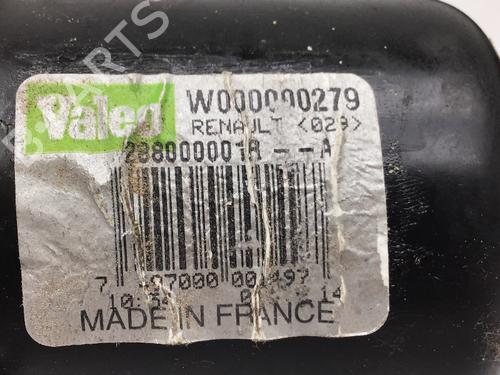 Valeo W000000279
RENAULT <029>
288000001R--A
MADE IN FRANCE